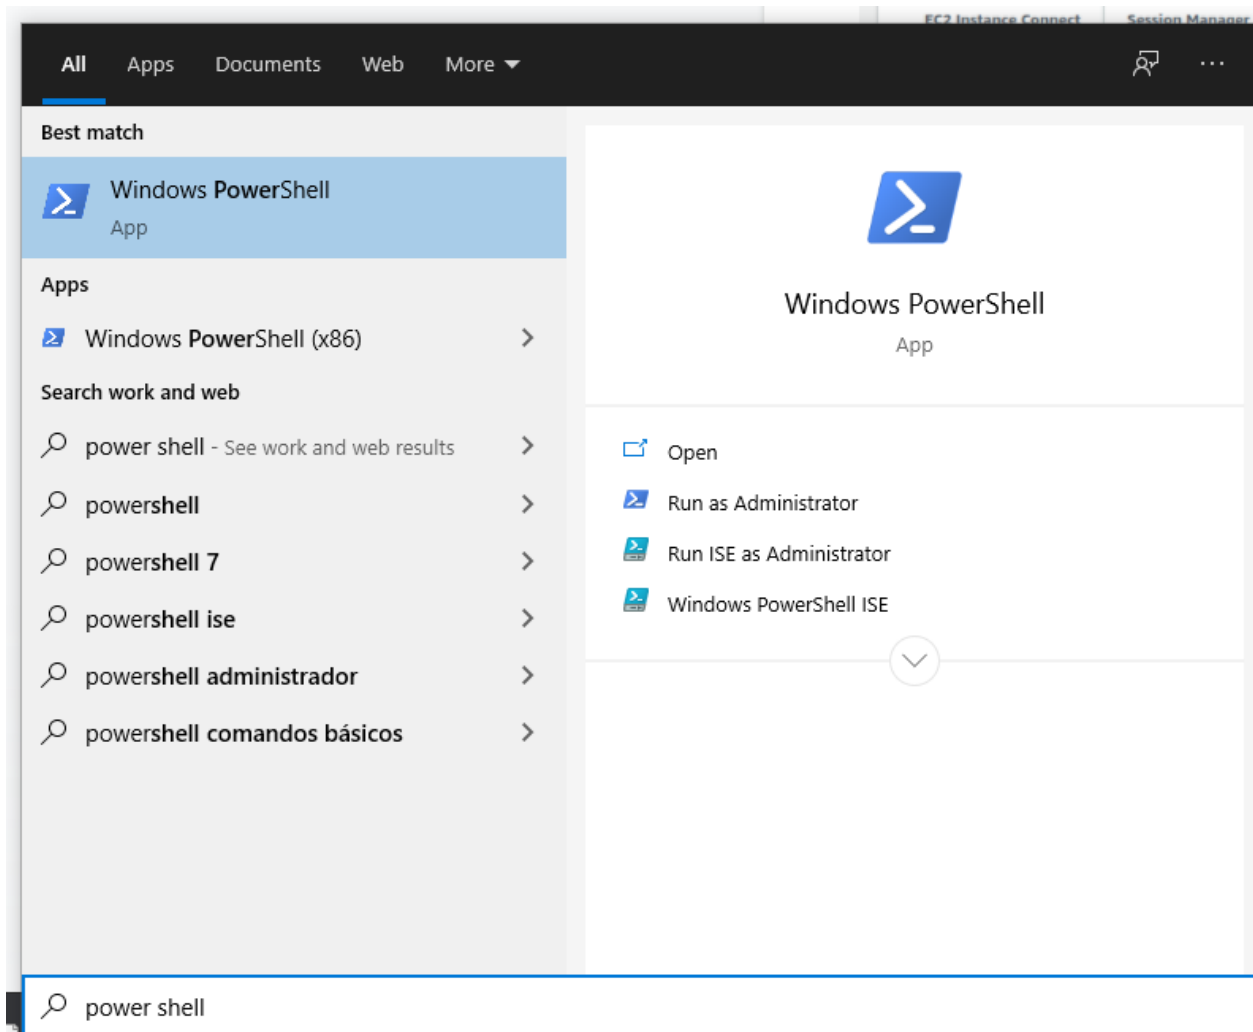 EC2 Instance Connect Session Manager
All Apps Documents Web More
Best match
Windows PowerShell
App
Apps
Windows PowerShell (x86)
Search work and web
power shell - See work and web results
powershell
powershell 7
powershell ise
powershell administrador
powershell comandos básicos
Windows PowerShell
App
Open
Run as Administrator
Run ISE as Administrator
Windows PowerShell ISE
power shell